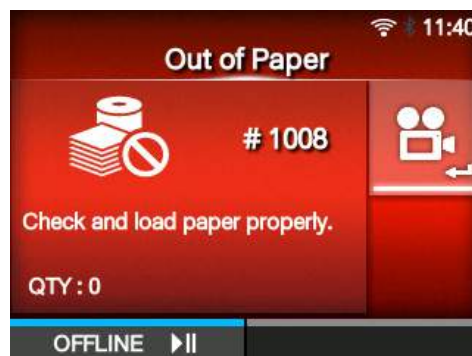 11:40
Out of Paper
# 1008
Check and load paper properly.
QTY : 0
OFFLINE